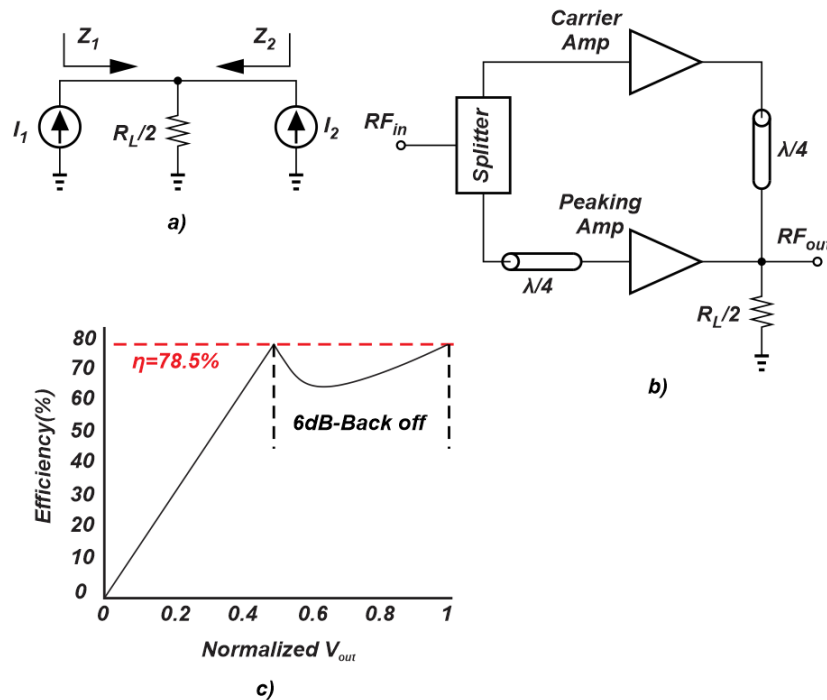 Z1
Z2
I1
RL/2
I2
a)
Carrier
Amp
RFin
Splitter
λ/4
Peaking
Amp
λ/4
RFout
RL/2
b)
Efficiency(%)
80
70
60
50
40
30
20
10
0
η=78.5%
6dB-Back off
0
0.2
0.4
0.6
0.8
1
Normalized Vout
c)